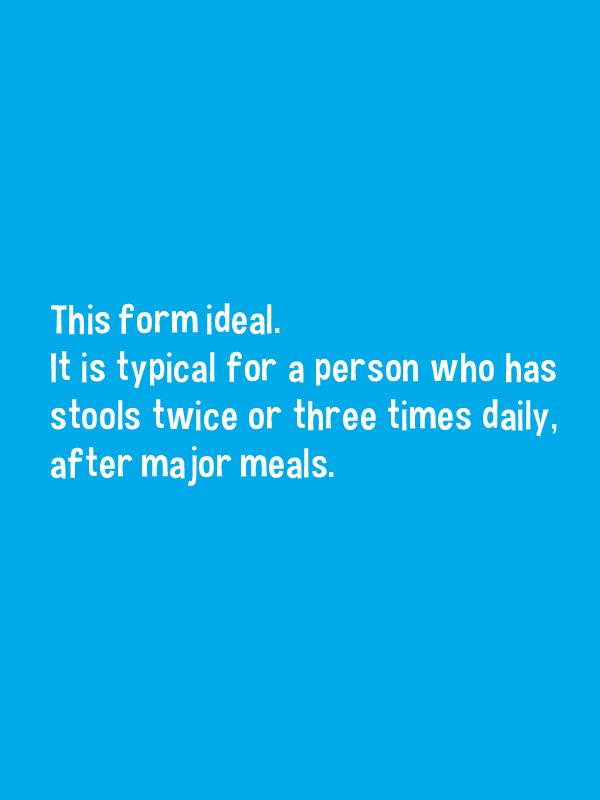 This form ideal.
It is typical for a person who has
stools twice or three times daily,
after major meals.